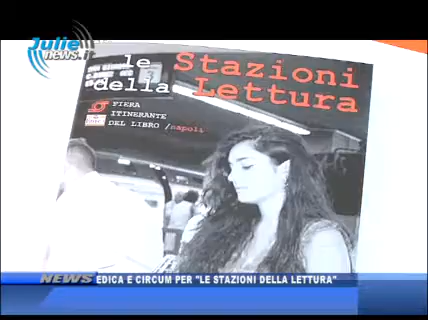 Julie
news.it
le Stazioni
della Lettura
FIERA
ITINERANTE
DEL LIBRO /napoli
NEWS EDICA E CIRCUM PER "LE STAZIONI DELLA LETTURA"